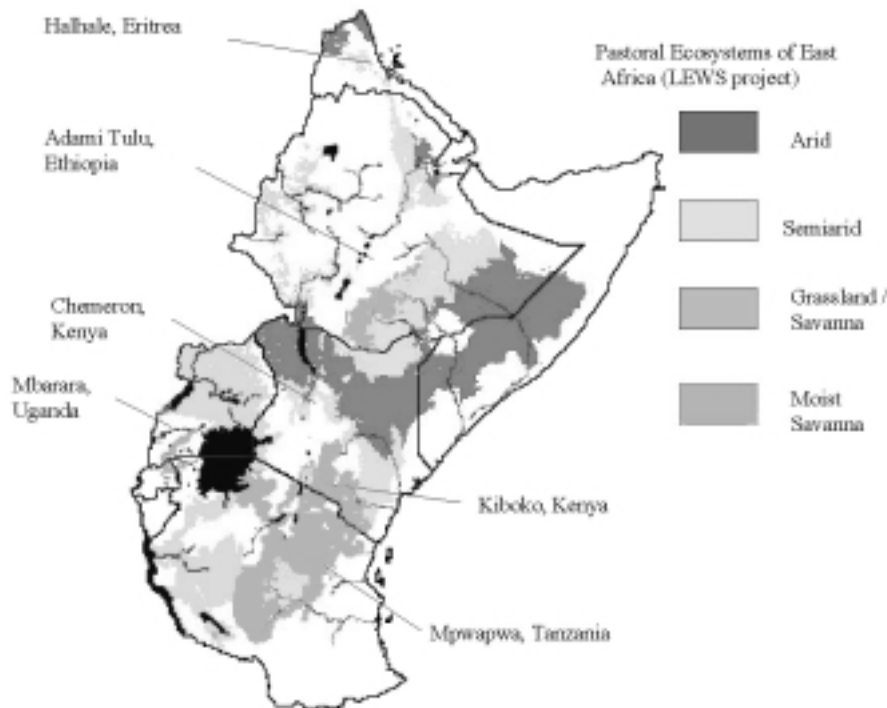 Halhale, Eritrea
Pastoral Ecosystems of East
Africa (LEWS project)
Arid
Adami Tulu,
Ethiopia
Semiarid
Grassland /
Savanna
Chemeron,
Kenya
Mbarara,
Uganda
Moist
Savanna
Kiboko, Kenya
Mpwapwa, Tanzania